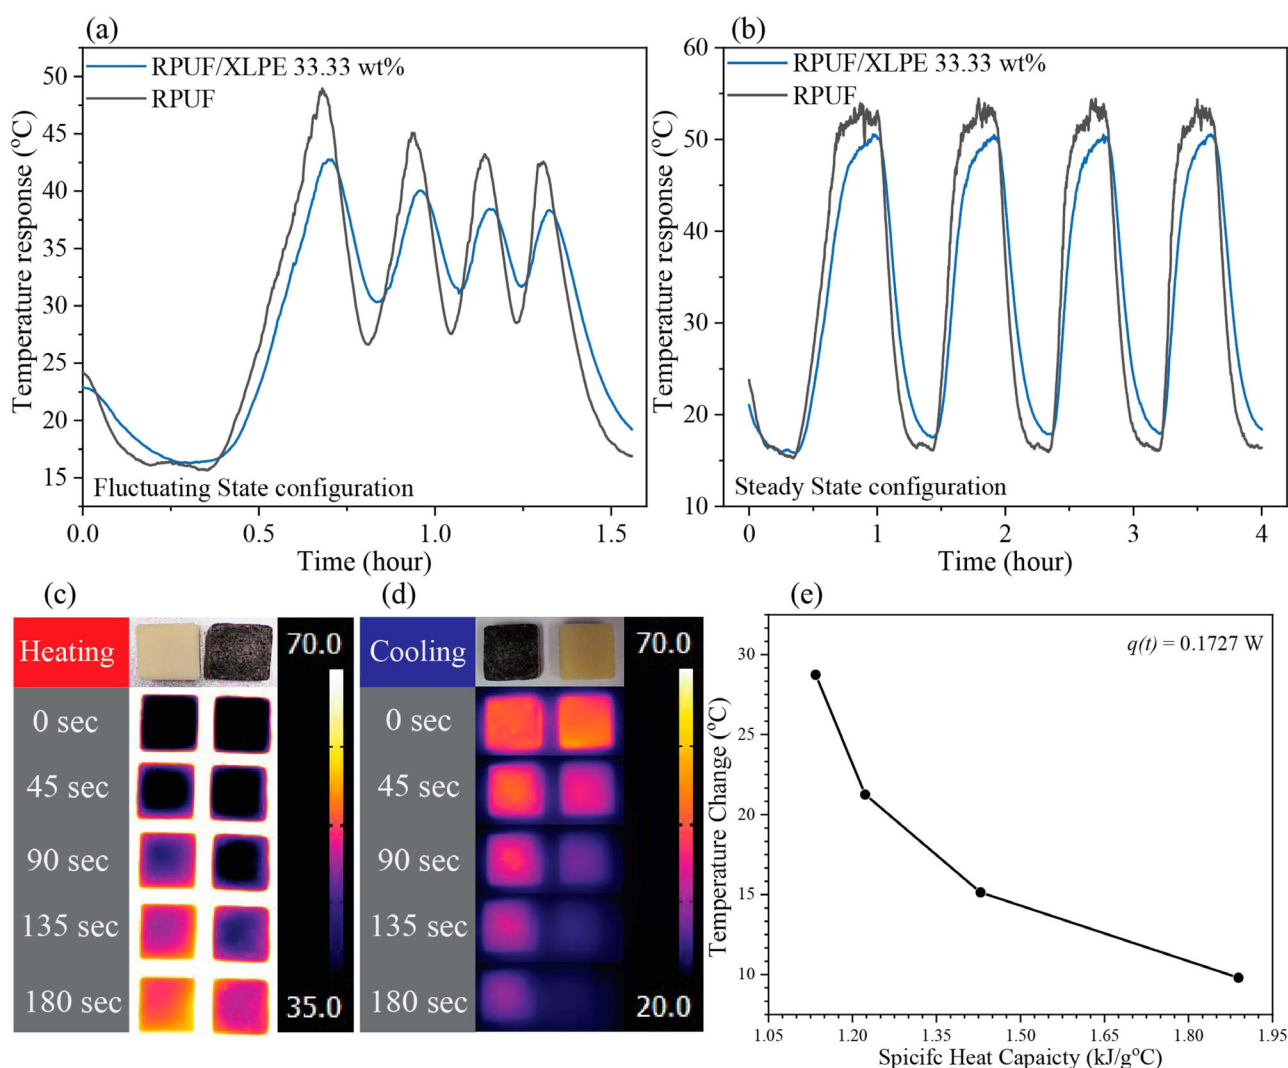 (a)
RPUF/XLPE 33.33 wt%
RPUF
50
45
40
35
30
25
20
15
Temperature response (ºC)
Fluctuating State configuration
0.0
0.5
1.0
1.5
Time (hour)
(b)
60
RPUF/XLPE 33.33 wt%
RPUF
50
40
30
20
10
Temperature response (ºC)
Steady State configuration
0
1
2
3
4
Time (hour)
(c)
Heating
0 sec
45 sec
90 sec
135 sec
180 sec
70.0
35.0
(d)
Cooling
0 sec
45 sec
90 sec
135 sec
180 sec
70.0
20.0
(e)
q(t) = 0.1727 W
30
25
20
15
10
Temperature Change (ºC)
1.05
1.20
1.35
1.50
1.65
1.80
1.95
Spicifc Heat Capaicty (kJ/gºC)